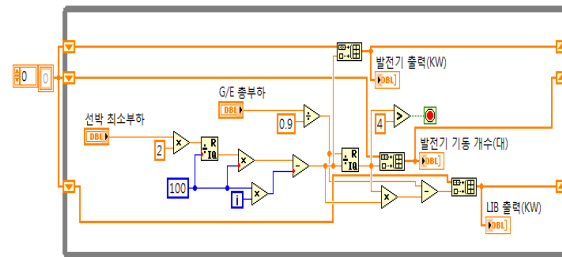 발전기 출력(KW)
0
0
DBL
G/E 총부하
DBL
0.9
÷
4
>
선박 최소부하
발전기 기동 개수(대)
DBL
×
2
R
IQ
÷
R
IQ
DBL
×
−
100
i
×
×
−
LIB 출력(KW)
DBL